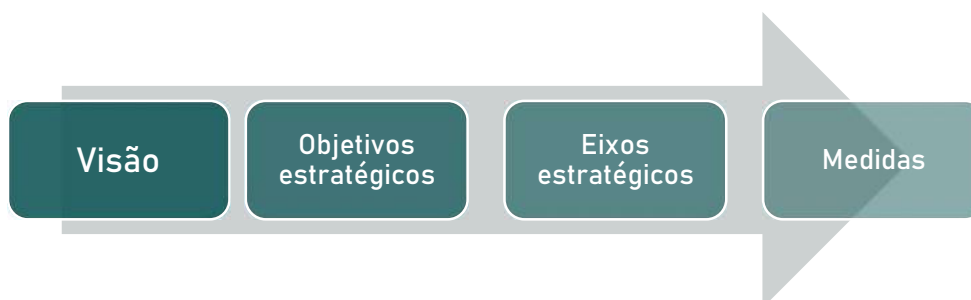 Visão
Objetivos
estratégicos
Eixos
estratégicos
Medidas